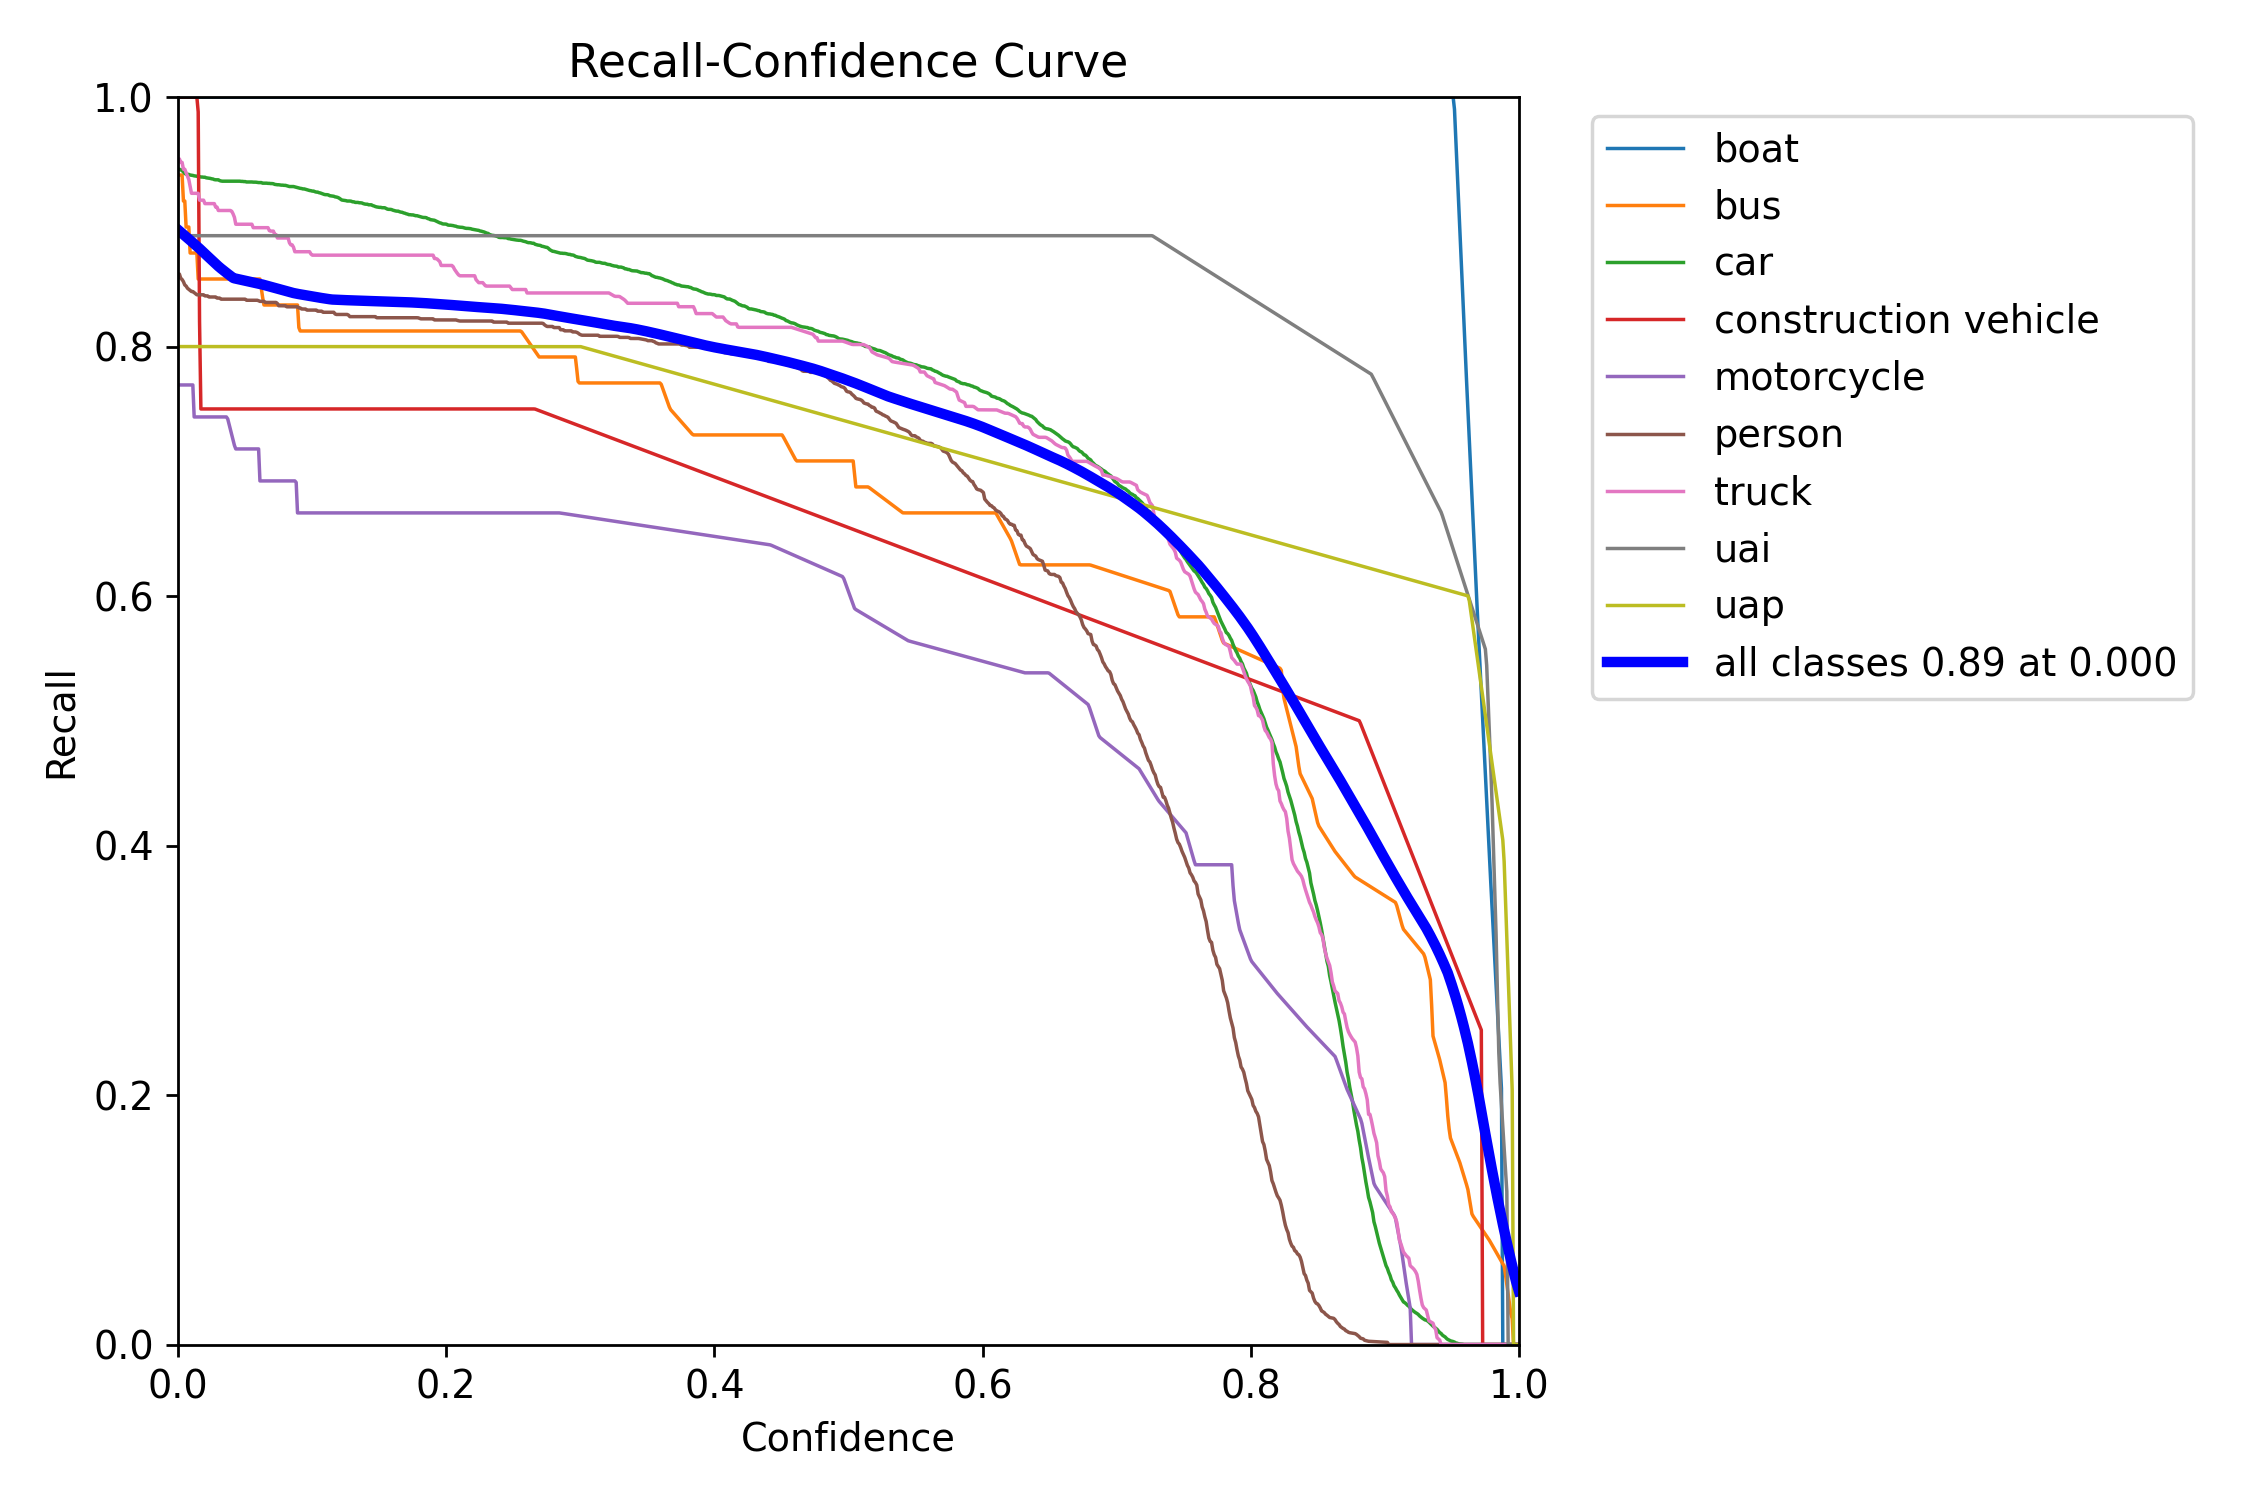 Recall-Confidence Curve
1.0
0.8
0.6
0.4
0.2
0.0
Recall
0.0 0.2 0.4 0.6 0.8 1.0
Confidence
boat
bus
car
construction vehicle
motorcycle
person
truck
uai
uap
all classes 0.89 at 0.000